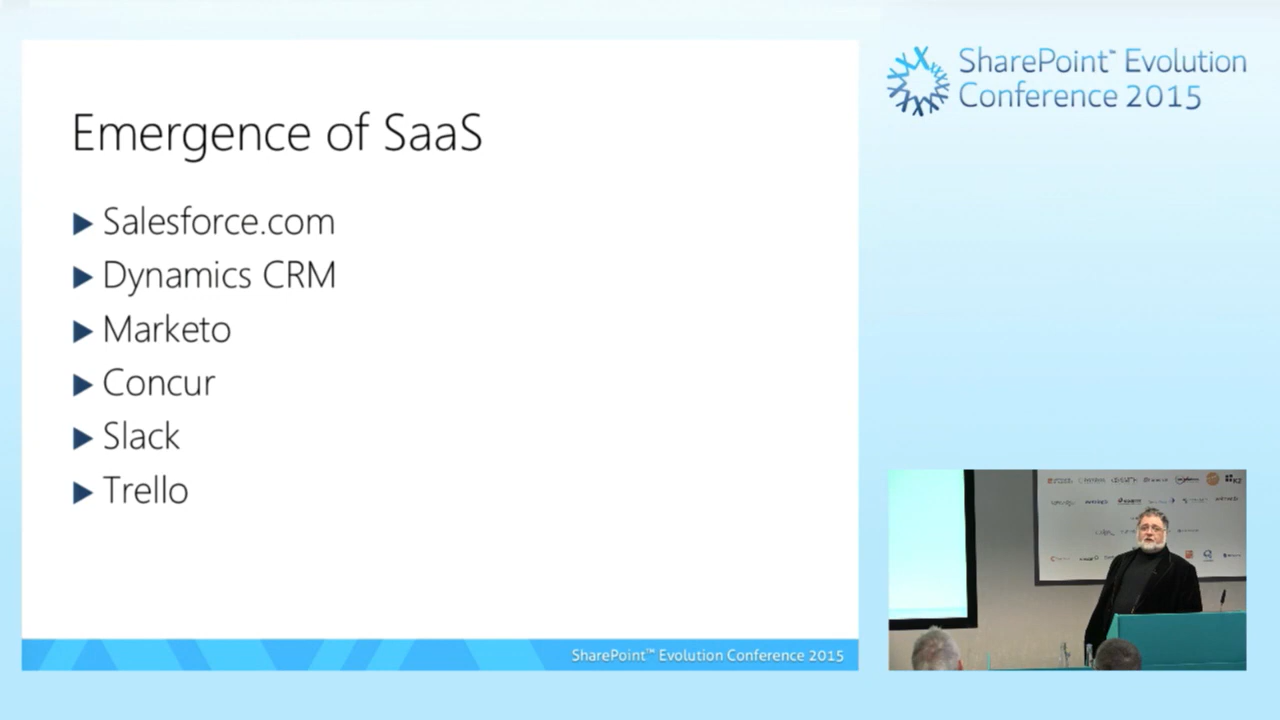 Emergence of SaaS
Salesforce.com
Dynamics CRM
Marketo
Concur
Slack
Trello
SharePoint™ Evolution Conference 2015
SharePoint™ Evolution
Conference 2015